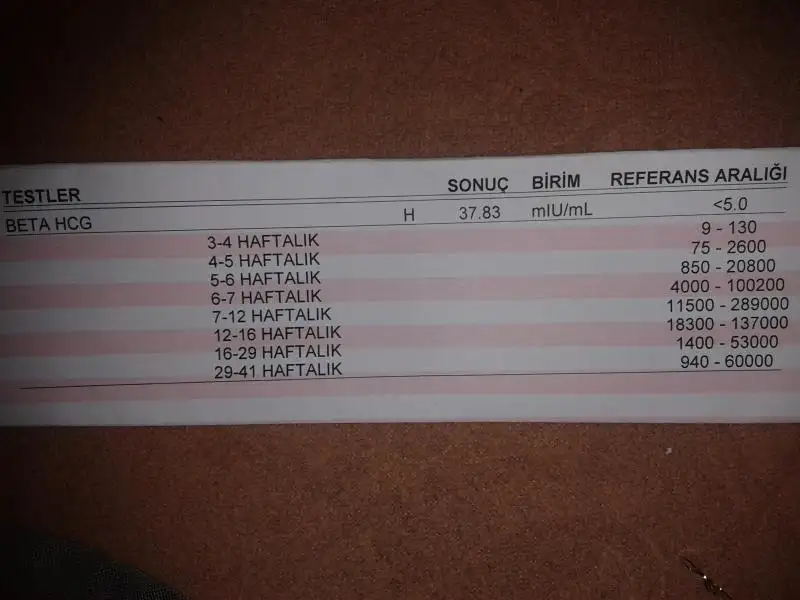 TESTLER SONUÇ BİRİM REFERANS ARALIĞI
BETA HCG H 37.83 mIU/mL <5.0
3-4 HAFTALIK 9 - 130
4-5 HAFTALIK 75 - 2600
5-6 HAFTALIK 850 - 20800
6-7 HAFTALIK 4000 - 100200
7-12 HAFTALIK 11500 - 289000
12-16 HAFTALIK 18300 - 137000
16-29 HAFTALIK 1400 - 53000
29-41 HAFTALIK 940 - 60000